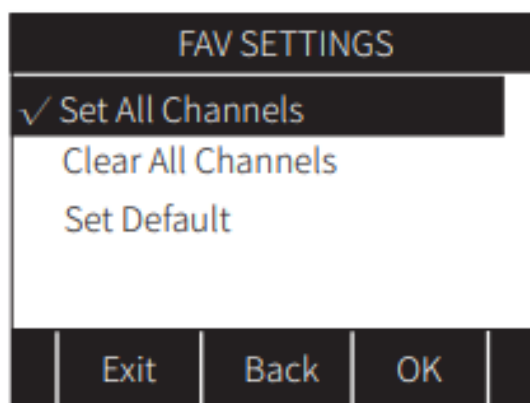 FAV SETTINGS
√ Set All Channels
Clear All Channels
Set Default
Exit Back OK